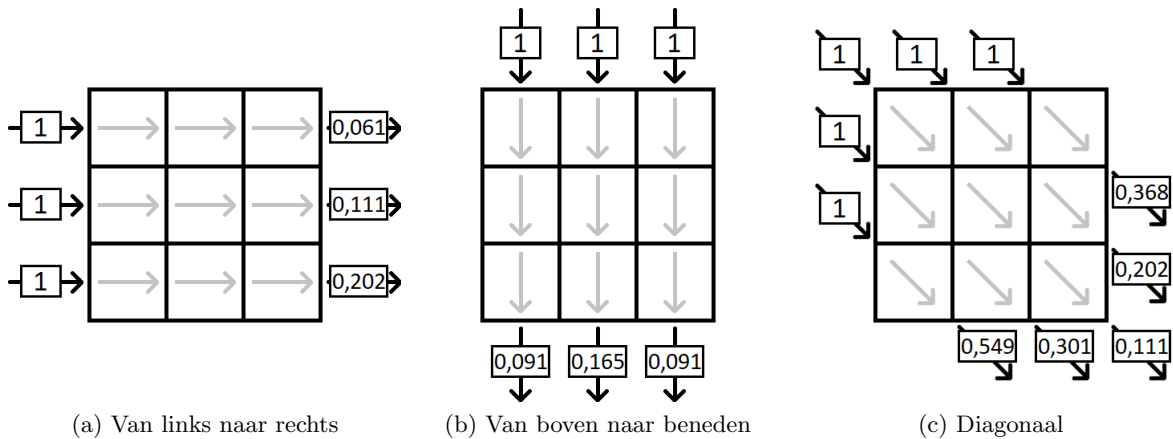 1 1 1
1 1 1
1 0,061
1
1 0,111
0,368
1
1 0,202
0,202
0,091 0,165 0,091
0,549 0,301 0,111
(a) Van links naar rechts
(b) Van boven naar beneden
(c) Diagonaal